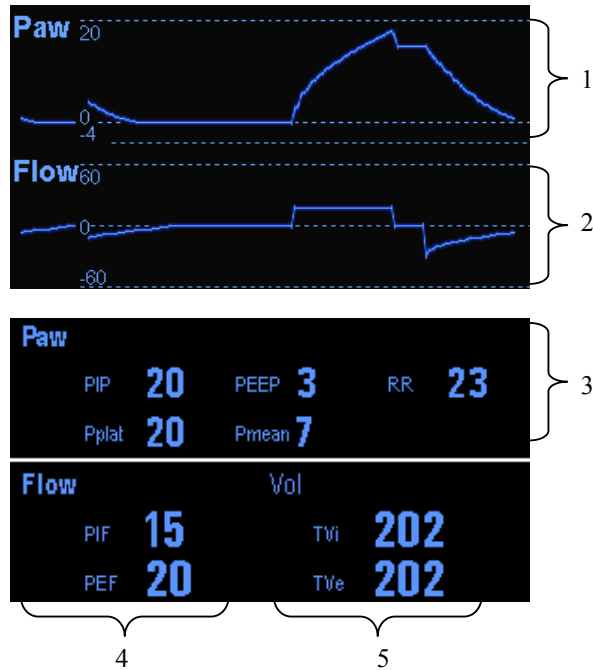 Paw 20
1
0
-4
Flow 60
2
0
-60
Paw
3
PIP 20 PEEP 3 RR 23
Pplat 20 Pmean 7
Flow Vol
PIF 15 TVi 202
PEF 20 TVe 202
4 5